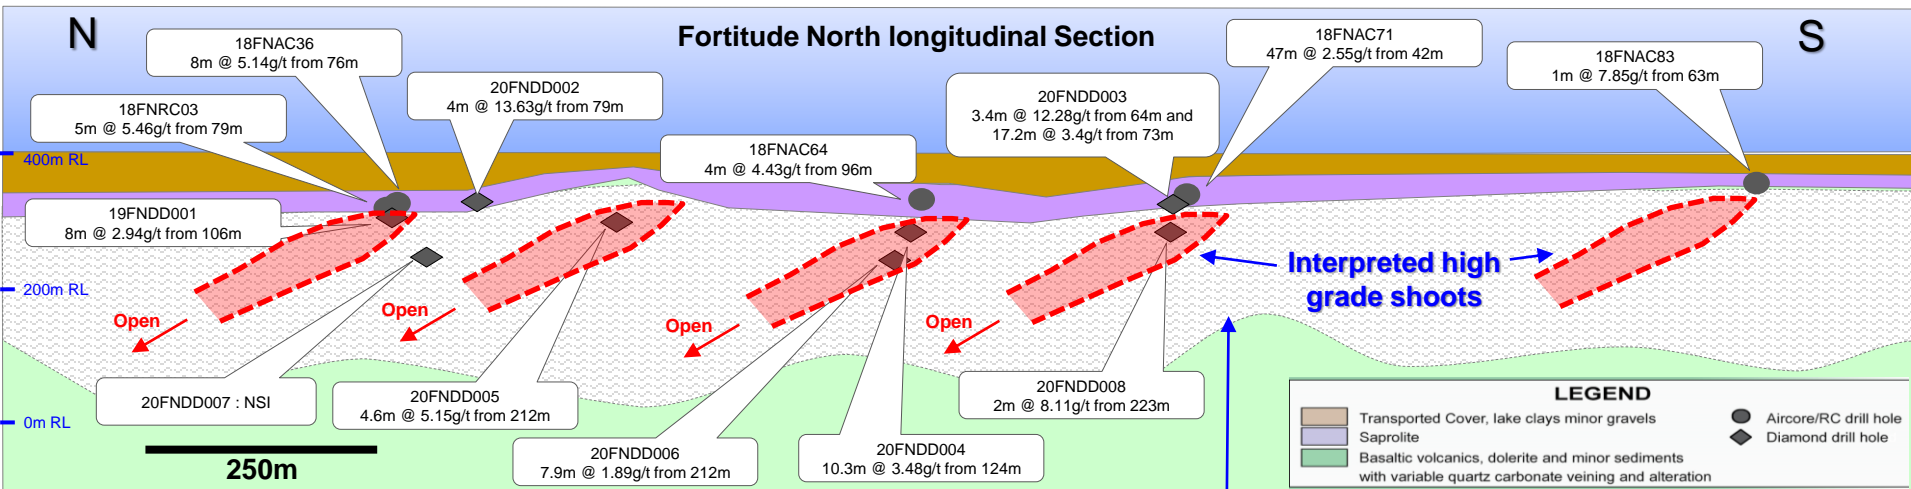 N
Fortitude North longitudinal Section
S
18FNAC36
8m @ 5.14g/t from 76m
20FNDD002
4m @ 13.63g/t from 79m
18FNRC03
5m @ 5.46g/t from 79m
18FNAC64
4m @ 4.43g/t from 96m
20FNDD003
3.4m @ 12.28g/t from 64m and
17.2m @ 3.4g/t from 73m
18FNAC71
47m @ 2.55g/t from 42m
18FNAC83
1m @ 7.85g/t from 63m
400m RL
19FNDD001
8m @ 2.94g/t from 106m
200m RL
Open
Open
Open
Open
Interpreted high
grade shoots
20FNDD007 : NSI
20FNDD005
4.6m @ 5.15g/t from 212m
20FNDD006
7.9m @ 1.89g/t from 212m
20FNDD004
10.3m @ 3.48g/t from 124m
20FNDD008
2m @ 8.11g/t from 223m
0m RL
250m
LEGEND
Transported Cover, lake clays minor gravels
Saprolite
Basaltic volcanics, dolerite and minor sediments
with variable quartz carbonate veining and alteration
Aircore/RC drill hole
Diamond drill hole